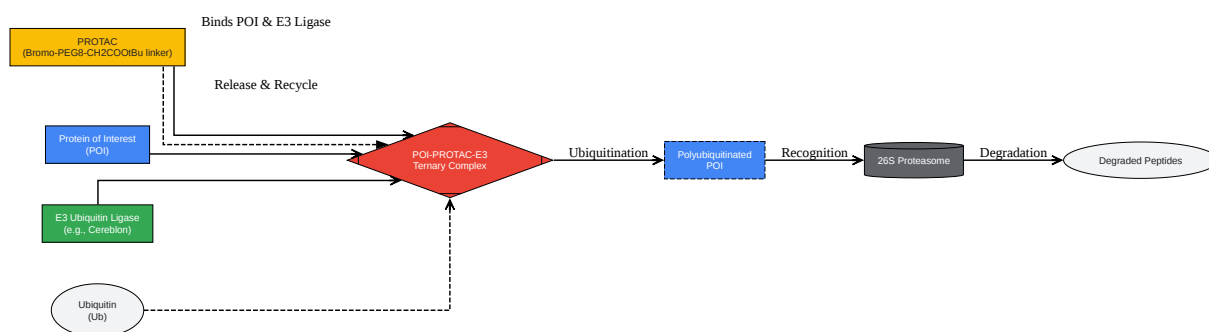 Binds POI & E3 Ligase
PROTAC
(Bromo-PEG8-CH2COOtBu linker)
Release & Recycle
Protein of Interest
(POI)
POI-PROTAC-E3
Ternary Complex
Ubiquitination
Polyubiquitinated
POI
Recognition
26S Proteasome
Degradation
Degraded Peptides
E3 Ubiquitin Ligase
(e.g., Cereblon)
Ubiquitin
(Ub)